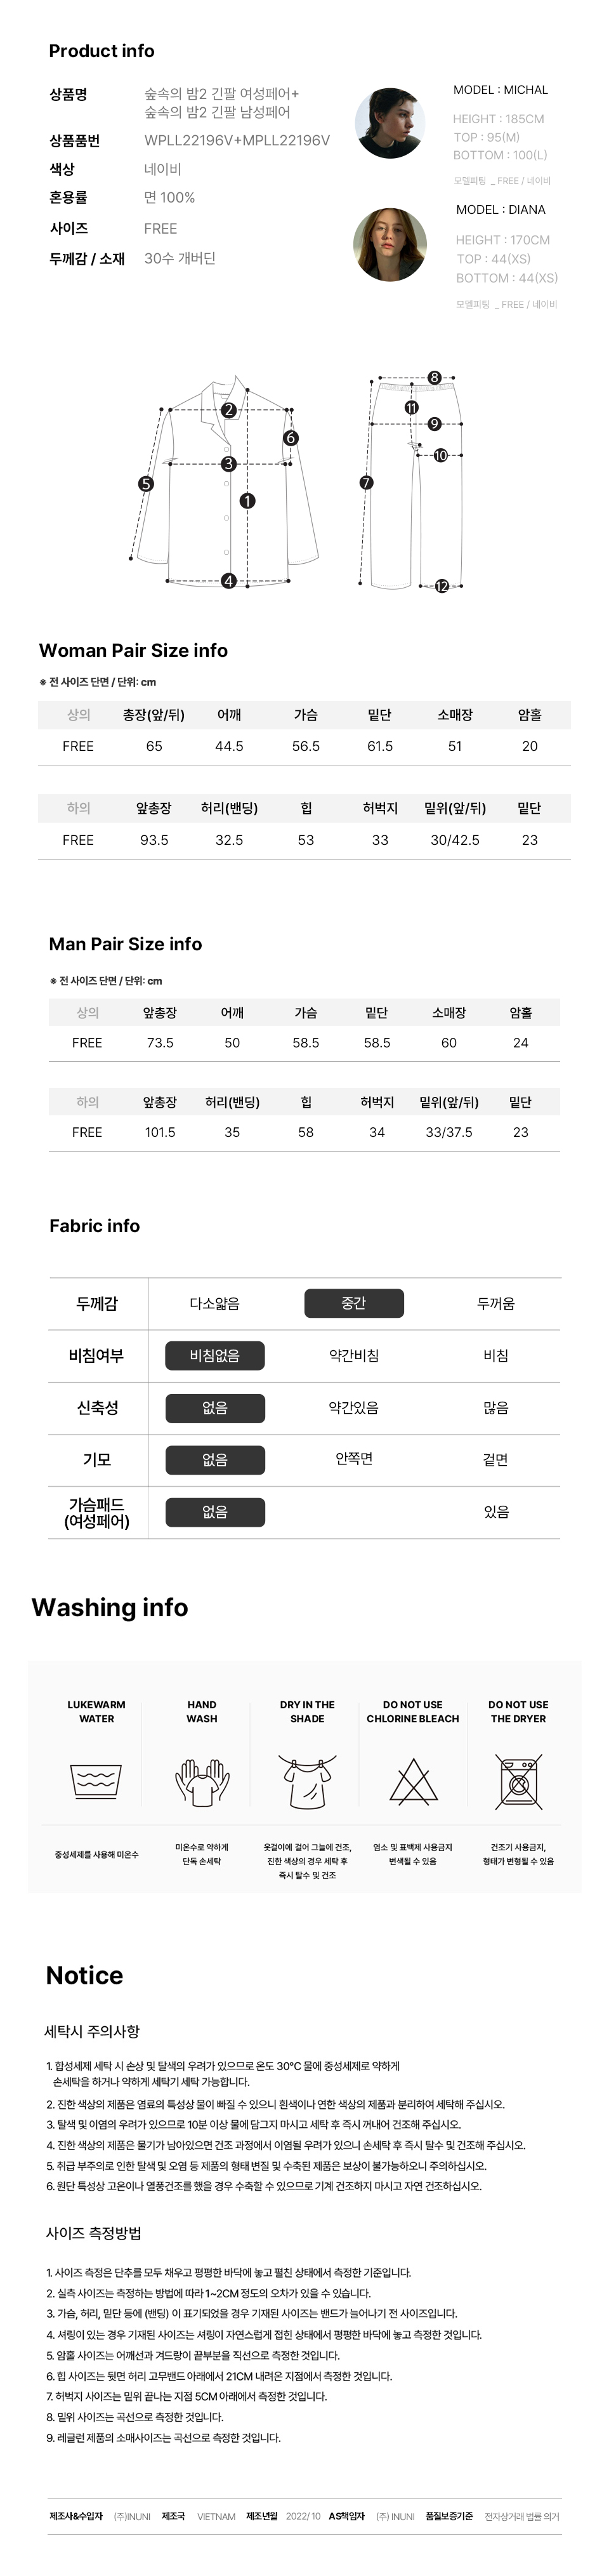 Product info
상품명 숲속의 밤2 긴팔 여성페어+
숲속의 밤2 긴팔 남성페어
상품품번 WPLL22196V+MPLL22196V
색상 네이비
혼용률 면 100%
사이즈 FREE
두께감 / 소재 30수 개버딘
MODEL : MICHAL
HEIGHT : 185CM
TOP : 95(M)
BOTTOM : 100(L)
모델피팅 _ FREE / 네이비
MODEL : DIANA
HEIGHT : 170CM
TOP : 44(XS)
BOTTOM : 44(XS)
모델피팅 _ FREE / 네이비
2
6
3
5
1
4
8
11
9
10
7
12
Woman Pair Size info
※ 전 사이즈 단면 / 단위: cm
상의 총장(앞/뒤) 어깨 가슴 밑단 소매장 암홀
FREE 65 44.5 56.5 61.5 51 20
하의 앞총장 허리(밴딩) 힙 허벅지 밑위(앞/뒤) 밑단
FREE 93.5 32.5 53 33 30/42.5 23
Man Pair Size info
※ 전 사이즈 단면 / 단위: cm
상의 앞총장 어깨 가슴 밑단 소매장 암홀
FREE 73.5 50 58.5 58.5 60 24
하의 앞총장 허리(밴딩) 힙 허벅지 밑위(앞/뒤) 밑단
FREE 101.5 35 58 34 33/37.5 23
Fabric info
두께감 다소얇음 중간 두꺼움
비침여부 비침없음 약간비침 비침
신축성 없음 약간있음 많음
기모 없음 안쪽면 겉면
가슴패드
(여성페어) 없음 있음
Washing info
LUKEWARM
WATER
HAND
WASH
DRY IN THE
SHADE
DO NOT USE
CHLORINE BLEACH
DO NOT USE
THE DRYER
중성세제를 사용해 미온수
미온수로 약하게
단독 손세탁
옷걸이에 걸어 그늘에 건조,
진한 색상의 경우 세탁 후
즉시 탈수 및 건조
염소 및 표백제 사용금지
변색될 수 있음
건조기 사용금지,
형태가 변형될 수 있음
Notice
세탁시 주의사항
1. 합성세제 세탁 시 손상 및 탈색의 우려가 있으므로 온도 30°C 물에 중성세제로 약하게
손세탁을 하거나 약하게 세탁기 세탁 가능합니다.
2. 진한 색상의 제품은 염료의 특성상 물이 빠질 수 있으니 흰색이나 연한 색상의 제품과 분리하여 세탁해 주십시오.
3. 탈색 및 이염의 우려가 있으므로 10분 이상 물에 담그지 마시고 세탁 후 즉시 꺼내어 건조해 주십시오.
4. 진한 색상의 제품은 물기가 남아있으면 건조 과정에서 이염될 우려가 있으니 손세탁 후 즉시 탈수 및 건조해 주십시오.
5. 취급 부주의로 인한 탈색 및 오염 등 제품의 형태 변질 및 수축된 제품은 보상이 불가능하오니 주의하십시오.
6. 원단 특성상 고온이나 열풍건조를 했을 경우 수축할 수 있으므로 기계 건조하지 마시고 자연 건조하십시오.
사이즈 측정방법
1. 사이즈 측정은 단추를 모두 채우고 평평한 바닥에 놓고 펼친 상태에서 측정한 기준입니다.
2. 실측 사이즈는 측정하는 방법에 따라 1~2CM 정도의 오차가 있을 수 있습니다.
3. 가슴, 허리, 밑단 등에 (밴딩) 이 표기되었을 경우 기재된 사이즈는 밴드가 늘어나기 전 사이즈입니다.
4. 셔링이 있는 경우 기재된 사이즈는 셔링이 자연스럽게 접힌 상태에서 평평한 바닥에 놓고 측정한 것입니다.
5. 암홀 사이즈는 어깨선과 겨드랑이 끝부분을 직선으로 측정한 것입니다.
6. 힙 사이즈는 뒷면 허리 고무밴드 아래에서 21CM 내려온 지점에서 측정한 것입니다.
7. 허벅지 사이즈는 밑위 끝나는 지점 5CM 아래에서 측정한 것입니다.
8. 밑위 사이즈는 곡선으로 측정한 것입니다.
9. 레글런 제품의 소매사이즈는 곡선으로 측정한 것입니다.
제조사&수입자 (주)INUNI 제조국 VIETNAM 제조년월 2022/ 10 AS책임자 (주) INUNI 품질보증기준 전자상거래 법률 의거